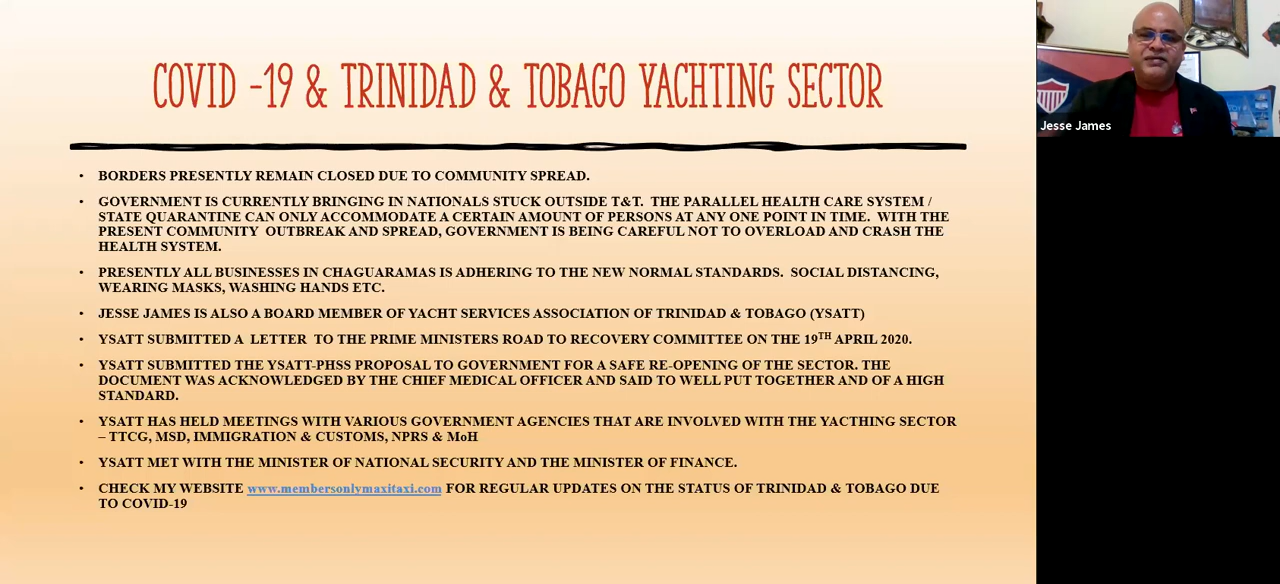 COVID -19 & TRINIDAD & TOBAGO YACHTING SECTOR
• BORDERS PRESENTLY REMAIN CLOSED DUE TO COMMUNITY SPREAD.
• GOVERNMENT IS CURRENTLY BRINGING IN NATIONALS STUCK OUTSIDE T&T. THE PARALLEL HEALTH CARE SYSTEM /
STATE QUARANTINE CAN ONLY ACCOMMODATE A CERTAIN AMOUNT OF PERSONS AT ANY ONE POINT IN TIME. WITH THE
PRESENT COMMUNITY OUTBREAK AND SPREAD, GOVERNMENT IS BEING CAREFUL NOT TO OVERLOAD AND CRASH THE
HEALTH SYSTEM.
• PRESENTLY ALL BUSINESSES IN CHAGUARAMAS IS ADHERING TO THE NEW NORMAL STANDARDS. SOCIAL DISTANCING,
WEARING MASKS, WASHING HANDS ETC.
• JESSE JAMES IS ALSO A BOARD MEMBER OF YACHT SERVICES ASSOCIATION OF TRINIDAD & TOBAGO (YSATT)
• YSATT SUBMITTED A LETTER TO THE PRIME MINISTERS ROAD TO RECOVERY COMMITTEE ON THE 19TH APRIL 2020.
• YSATT SUBMITTED THE YSATT-PHSS PROPOSAL TO GOVERNMENT FOR A SAFE RE-OPENING OF THE SECTOR. THE
DOCUMENT WAS ACKNOWLEDGED BY THE CHIEF MEDICAL OFFICER AND SAID TO WELL PUT TOGETHER AND OF A HIGH
STANDARD.
• YSATT HAS HELD MEETINGS WITH VARIOUS GOVERNMENT AGENCIES THAT ARE INVOLVED WITH THE YACTHING SECTOR
– TTCG, MSD, IMMIGRATION & CUSTOMS, NPRS & MoH
• YSATT MET WITH THE MINISTER OF NATIONAL SECURITY AND THE MINISTER OF FINANCE.
• CHECK MY WEBSITE www.membersonlymaxitaxi.com FOR REGULAR UPDATES ON THE STATUS OF TRINIDAD & TOBAGO DUE
TO COVID-19
Jesse James